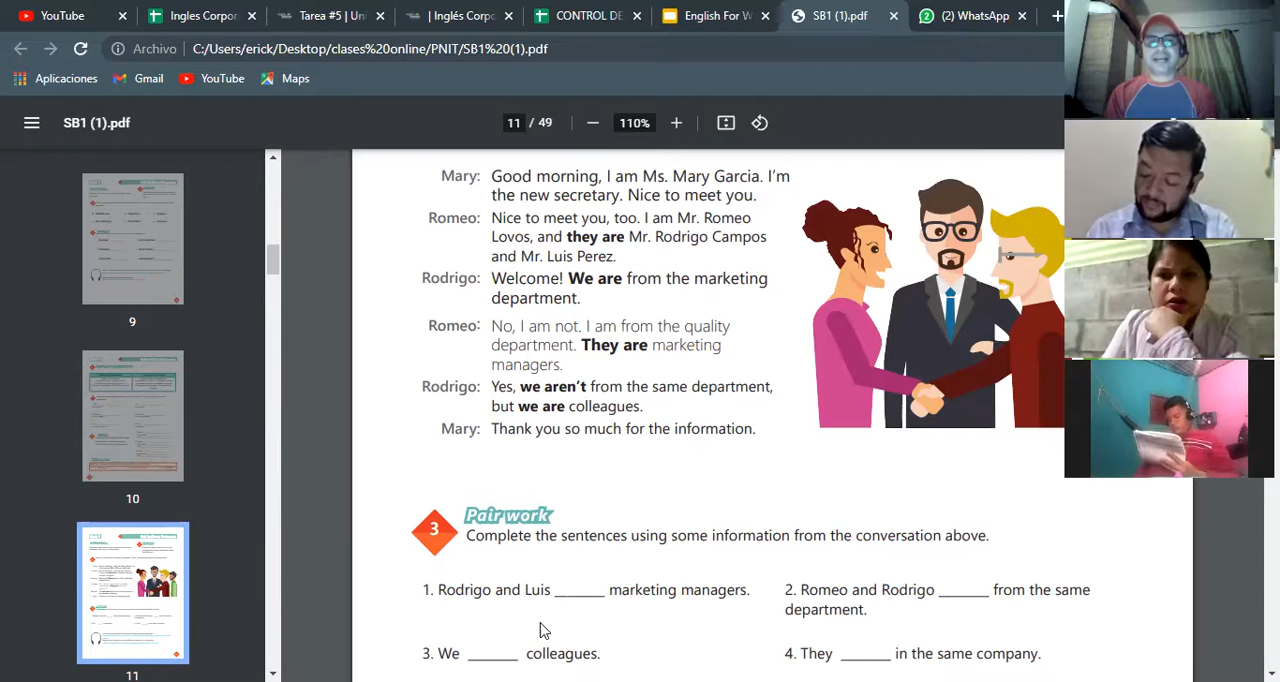 YouTube
Ingles Corpor
Tarea #5 | Uni
| Inglés Corpo
CONTROL DE
English For W
SB1 (1).pdf
(2) WhatsApp
Archivo
C:/Users/erick/Desktop/clases%20online/PNIT/SB1%20(1).pdf
Aplicaciones
Gmail
YouTube
Maps
SB1 (1).pdf
11 / 49
110%
Mary: Good morning, I am Ms. Mary Garcia. I'm
the new secretary. Nice to meet you.
Romeo: Nice to meet you, too. I am Mr. Romeo
Lovos, and they are Mr. Rodrigo Campos
and Mr. Luis Perez.
Rodrigo: Welcome! We are from the marketing
department.
Romeo: No, I am not. I am from the quality
department. They are marketing
managers.
Rodrigo: Yes, we aren't from the same department,
but we are colleagues.
Mary: Thank you so much for the information.
9
10
11
3
Pair work
Complete the sentences using some information from the conversation above.
1. Rodrigo and Luis ______ marketing managers.
2. Romeo and Rodrigo ______ from the same
department.
3. We ______ colleagues.
4. They ______ in the same company.